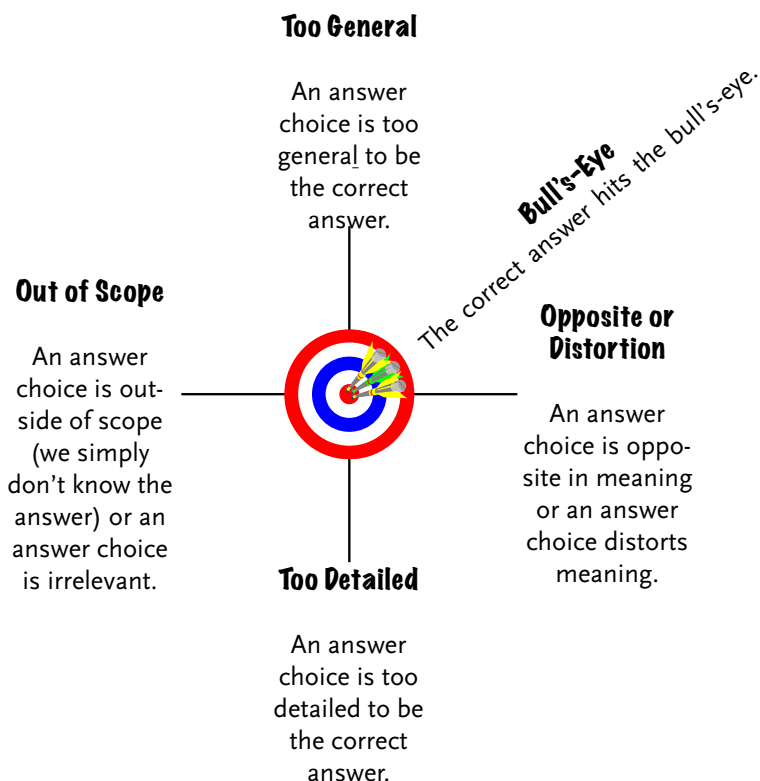 Too General
An answer
choice is too
general to be
the correct
answer.
Bull's-Eye
The correct answer hits the bull's-eye.
Out of Scope
An answer
choice is out-
side of scope
(we simply
don't know the
answer) or an
answer choice
is irrelevant.
Opposite or
Distortion
An answer
choice is oppo-
site in meaning
or an answer
choice distorts
meaning.
Too Detailed
An answer
choice is too
detailed to be
the correct
answer.